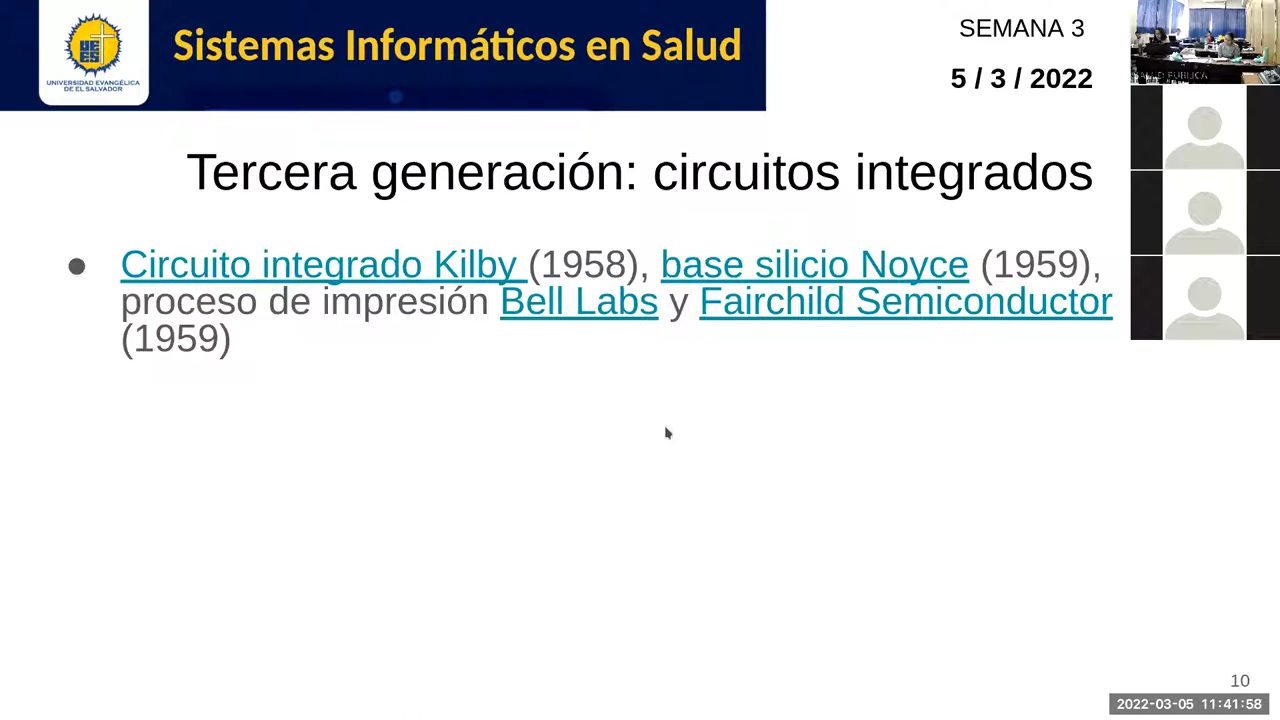 UNIVERSIDAD EVANGÉLICA
DE EL SALVADOR
Sistemas Informáticos en Salud
SEMANA 3
5 / 3 / 2022
SALUD PUBLICA
Tercera generación: circuitos integrados
● Circuito integrado Kilby (1958), base silicio Noyce (1959),
proceso de impresión Bell Labs y Fairchild Semiconductor
(1959)
10
2022-03-05 11:41:58